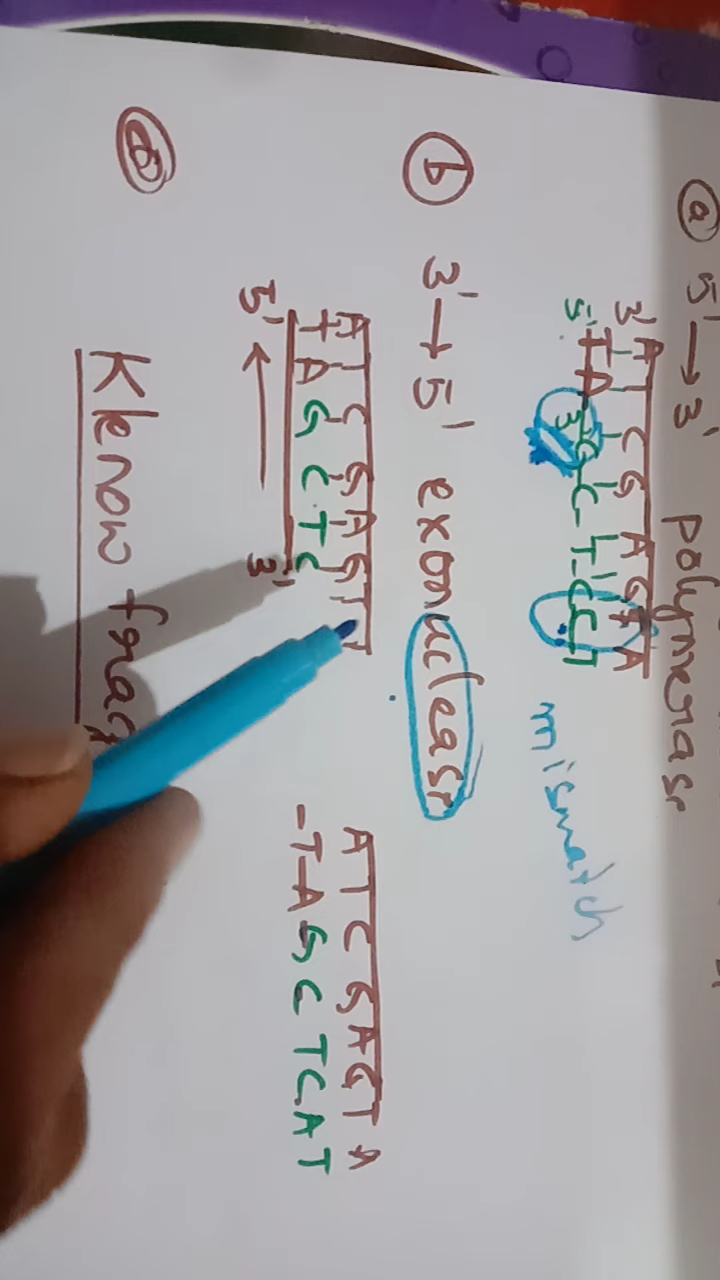 ⓐ 5' → 3' polymerase
3' A T C G A G T A
5' T A G C T C C T
mismatch
ⓑ 3' → 5' exonuclease
A T C G A G T
T A G C T C
5' ← 3'
A T C G A G T A
- T A G C T C A T
Klenow frag